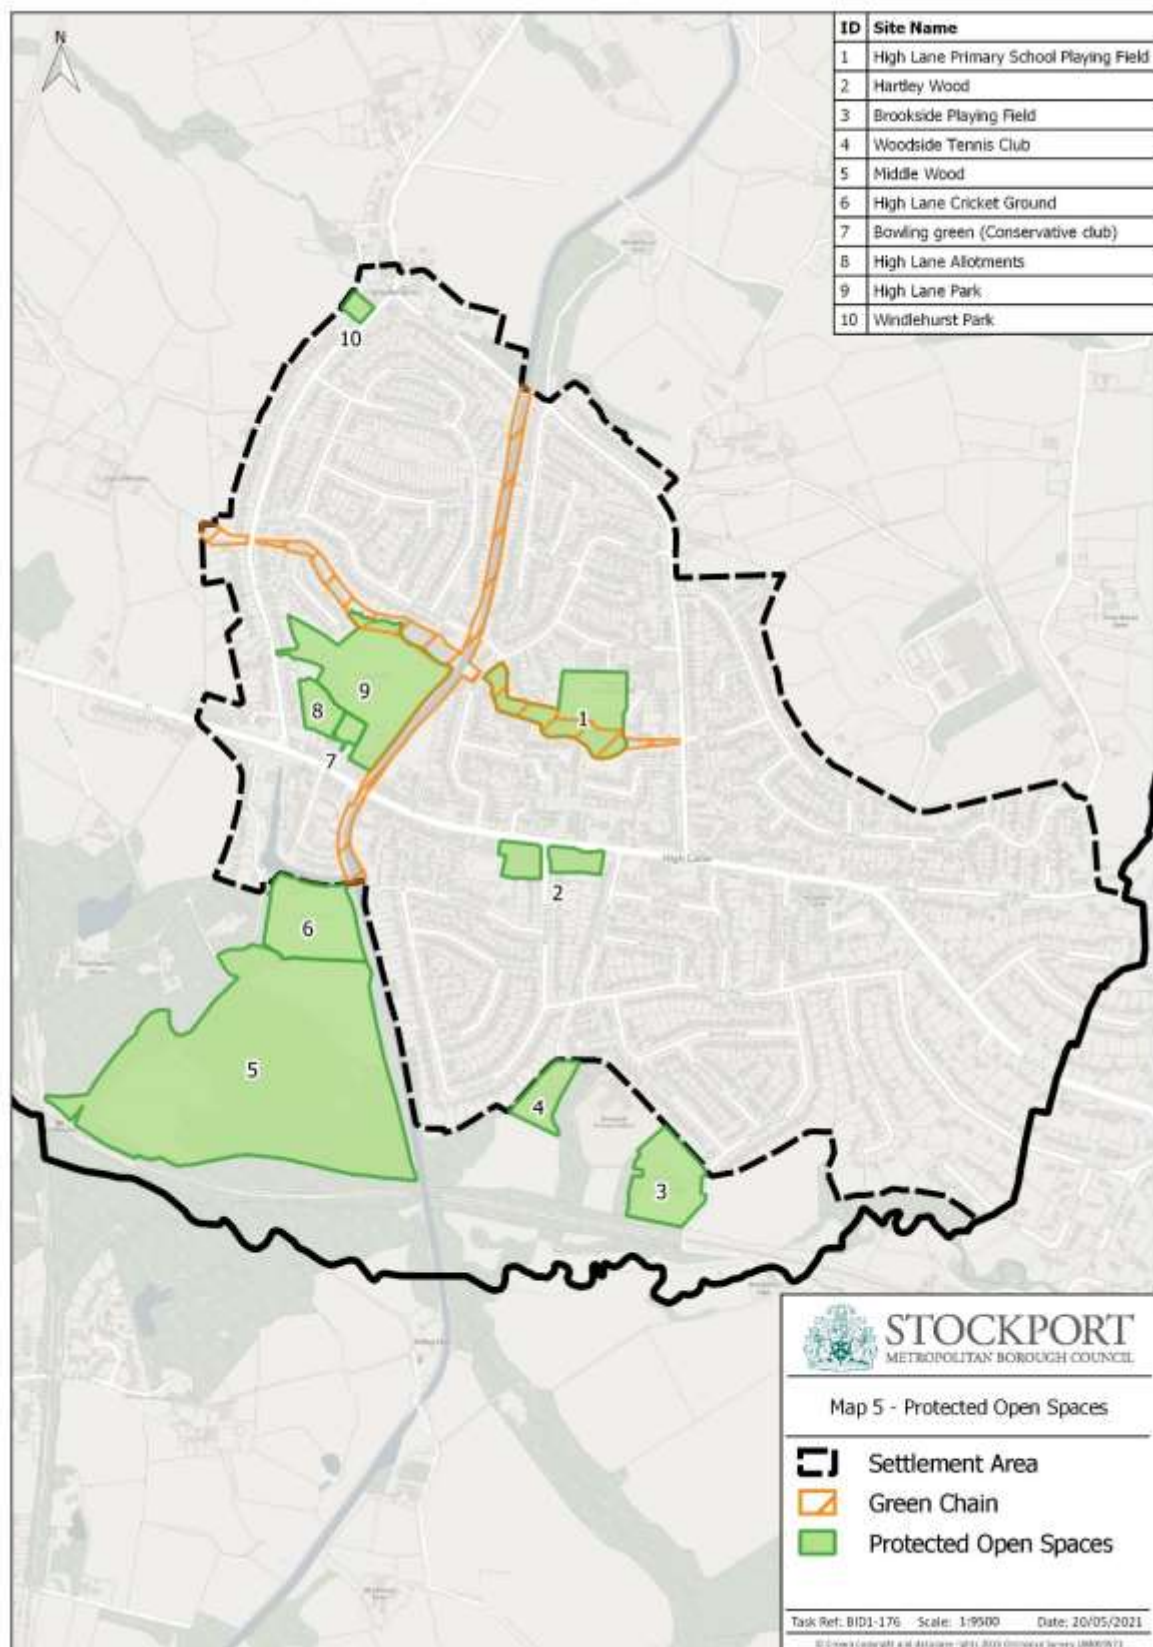 N
ID Site Name
1 High Lane Primary School Playing Field
2 Hartley Wood
3 Brookside Playing Field
4 Woodside Tennis Club
5 Middle Wood
6 High Lane Cricket Ground
7 Bowling green (Conservative club)
8 High Lane Allotments
9 High Lane Park
10 Windlehurst Park
10
9
8
1
7
High Lane
2
6
5
4
3
STOCKPORT
METROPOLITAN BOROUGH COUNCIL
Map 5 - Protected Open Spaces
Settlement Area
Green Chain
Protected Open Spaces
Task Ref: BID1-176 Scale: 1:9500 Date: 20/05/2021